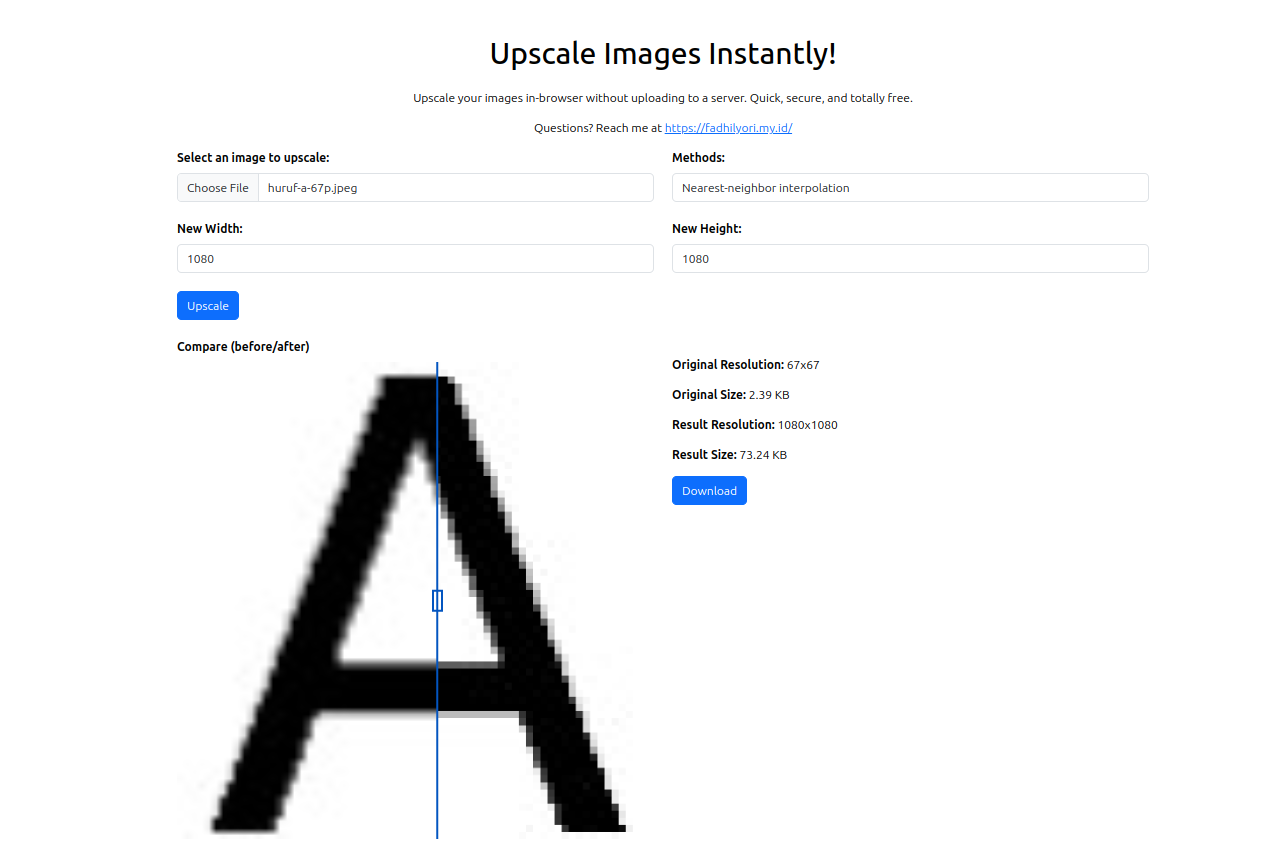 Upscale Images Instantly!
Upscale your images in-browser without uploading to a server. Quick, secure, and totally free.
Questions? Reach me at https://fadhilyori.my.id/
Select an image to upscale:
Choose File huruf-a-67p.jpeg
Methods:
Nearest-neighbor interpolation
New Width:
1080
New Height:
1080
Upscale
Compare (before/after)
A
Original Resolution: 67x67
Original Size: 2.39 KB
Result Resolution: 1080x1080
Result Size: 73.24 KB
Download